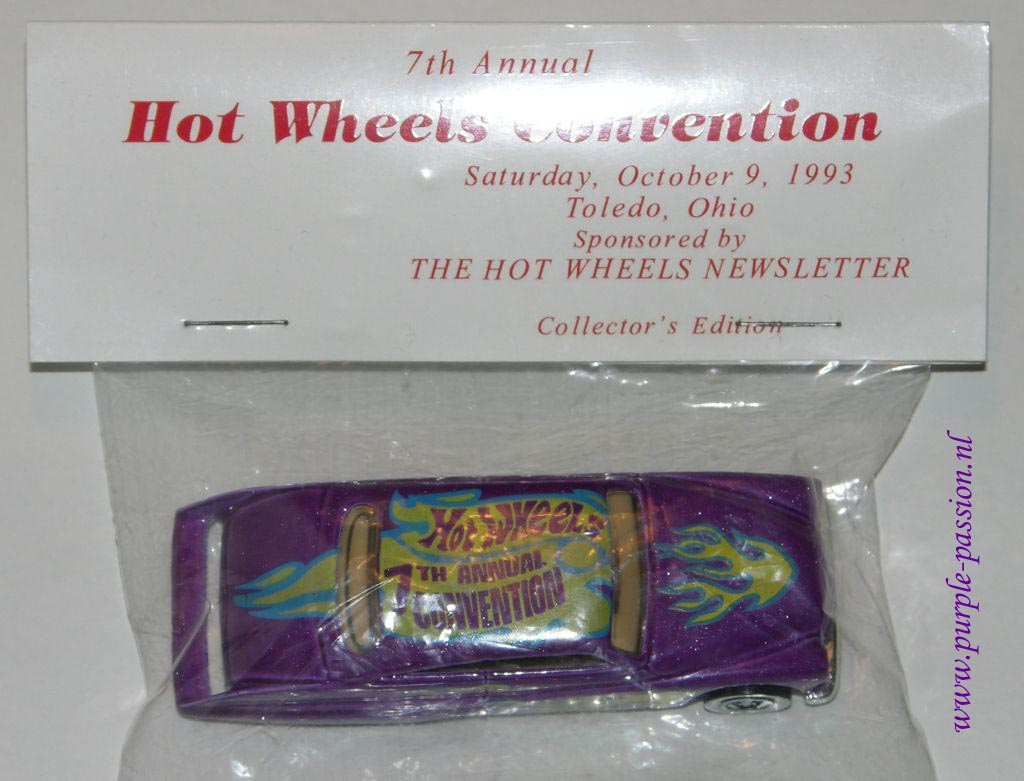 7th Annual
Hot Wheels Convention
Saturday, October 9, 1993
Toledo, Ohio
Sponsored by
THE HOT WHEELS NEWSLETTER
Collector's Edition
HOT WHEELS
7TH ANNUAL
CONVENTION
www.purple-passion.nl